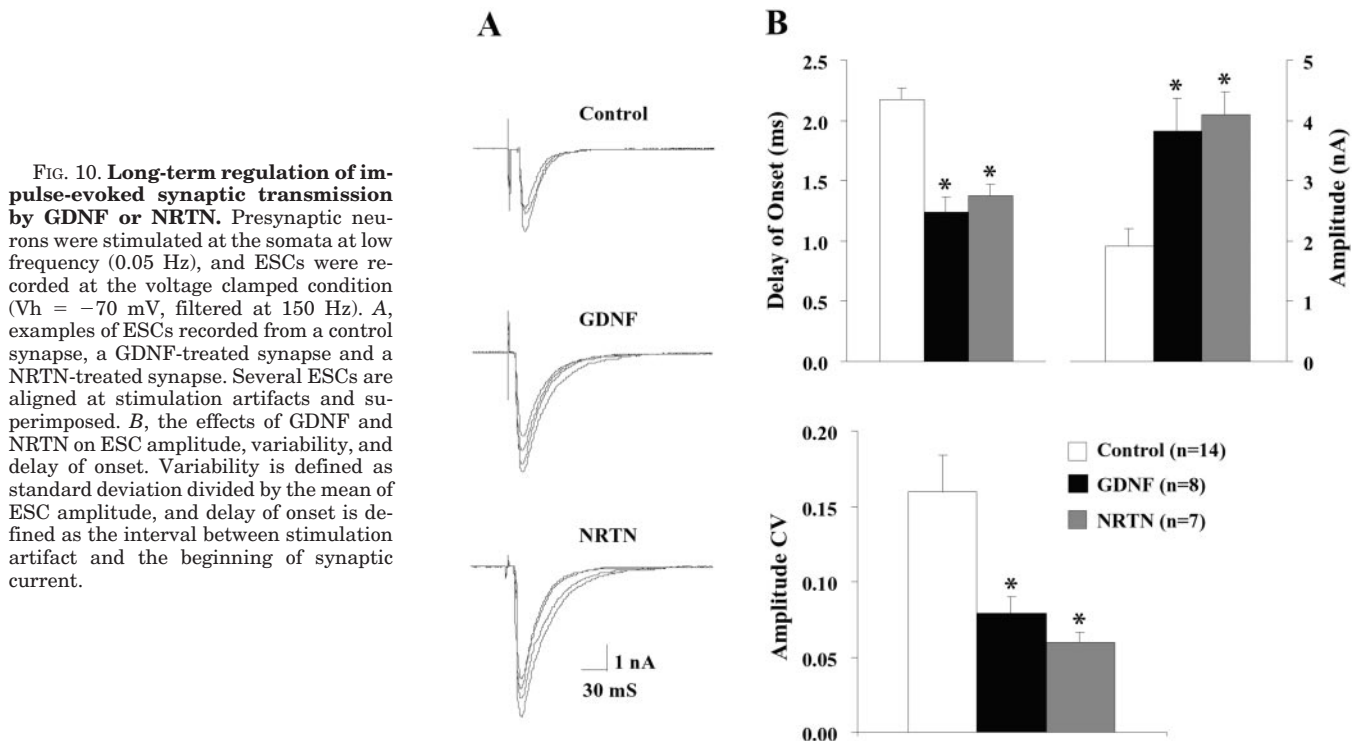 FIG. 10. Long-term regulation of im-
pulse-evoked synaptic transmission
by GDNF or NRTN. Presynaptic neu-
rons were stimulated at the somata at low
frequency (0.05 Hz), and ESCs were re-
corded at the voltage clamped condition
(Vh = −70 mV, filtered at 150 Hz). A,
examples of ESCs recorded from a control
synapse, a GDNF-treated synapse and a
NRTN-treated synapse. Several ESCs are
aligned at stimulation artifacts and su-
perimposed. B, the effects of GDNF and
NRTN on ESC amplitude, variability, and
delay of onset. Variability is defined as
standard deviation divided by the mean of
ESC amplitude, and delay of onset is de-
fined as the interval between stimulation
artifact and the beginning of synaptic
current.
A
Control
GDNF
NRTN
1 nA
30 mS
B
Delay of Onset (ms)
2.5
2.0
1.5
1.0
0.5
0.0
*
*
*
*
5
4
3
2
1
0
Amplitude (nA)
Amplitude CV
0.20
0.15
0.10
0.05
0.00
*
*
Control (n=14)
GDNF (n=8)
NRTN (n=7)